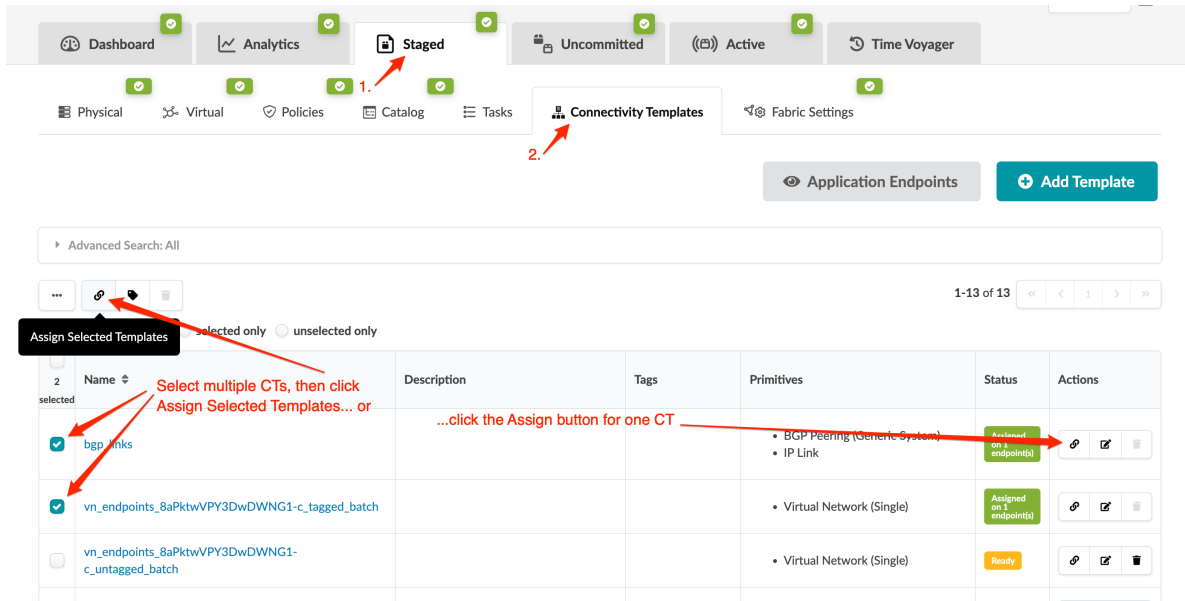 Dashboard
Analytics
Staged
Uncommitted
Active
Time Voyager
1.
Physical
Virtual
Policies
Catalog
Tasks
Connectivity Templates
Fabric Settings
2.
Application Endpoints
Add Template
Advanced Search: All
1-13 of 13
« < 1 > »
Assign Selected Templates
selected only
unselected only
2
selected
Name
Description
Tags
Primitives
Status
Actions
Select multiple CTs, then click
Assign Selected Templates... or
...click the Assign button for one CT
bgp_links
• BGP Peering (Generic System)
• IP Link
Assigned
on 1
endpoint(s)
vn_endpoints_8aPktwVPY3DwDWNG1-c_tagged_batch
• Virtual Network (Single)
Assigned
on 1
endpoint(s)
vn_endpoints_8aPktwVPY3DwDWNG1-
c_untagged_batch
• Virtual Network (Single)
Ready